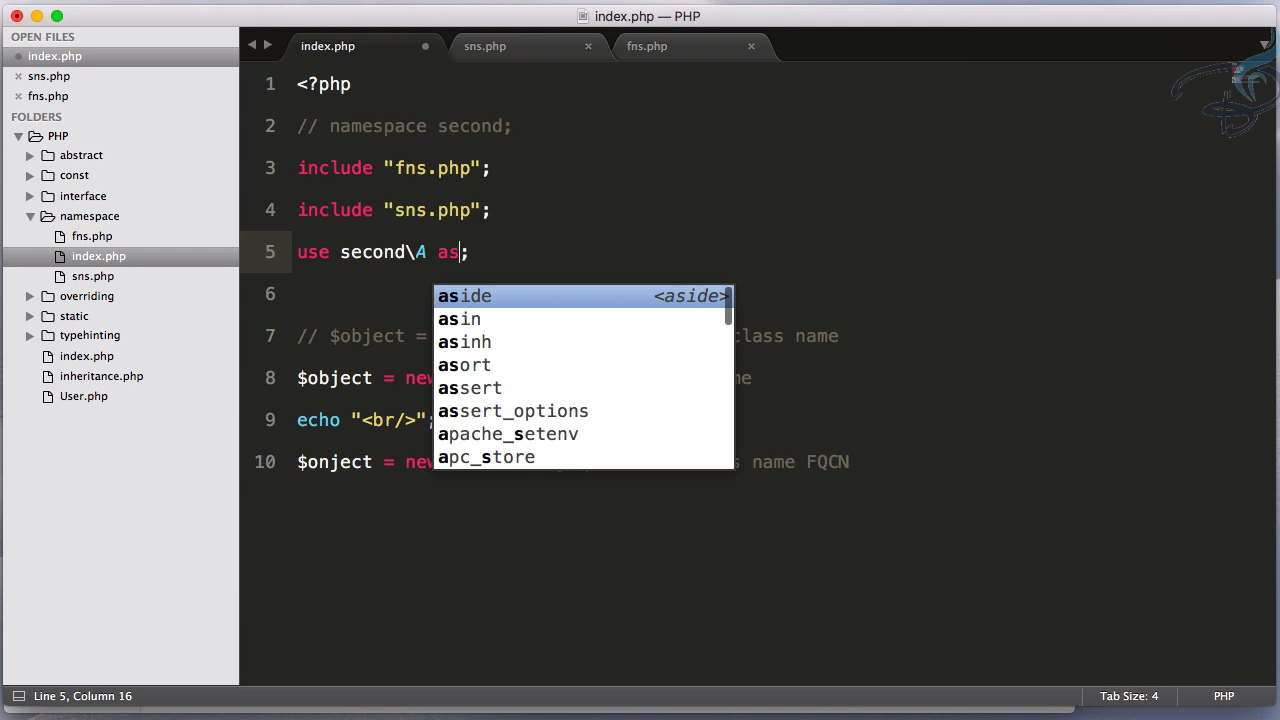 index.php — PHP
OPEN FILES
index.php
sns.php
fns.php
FOLDERS
PHP
abstract
const
interface
namespace
fns.php
index.php
sns.php
overriding
static
typehinting
index.php
inheritance.php
User.php
index.php
sns.php
fns.php
1 <?php
2 // namespace second;
3 include "fns.php";
4 include "sns.php";
5 use second\A as;
6
7 // $object = class name
8 $object = new
9 echo "<br/>";
10 $onject = new name FQCN
aside <aside>
asin
asinh
asort
assert
assert_options
apache_setenv
apc_store
Line 5, Column 16
Tab Size: 4
PHP